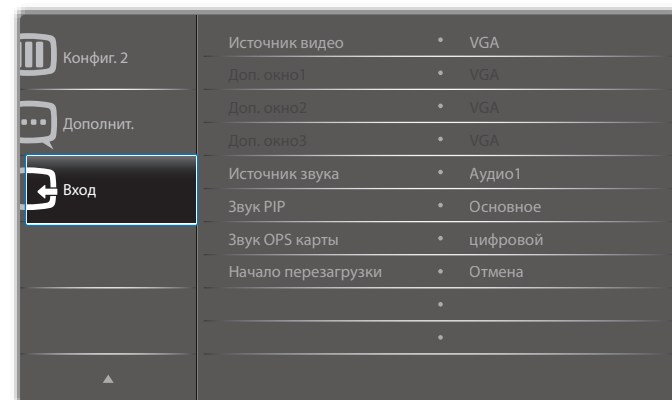 Конфиг. 2
Дополнит.
Вход
Источник видео • VGA
Доп. окно1 • VGA
Доп. окно2 • VGA
Доп. окно3 • VGA
Источник звука • Аудио1
Звук PIP • Основное
Звук OPS карты • цифровой
Начало перезагрузки • Отмена
•
•